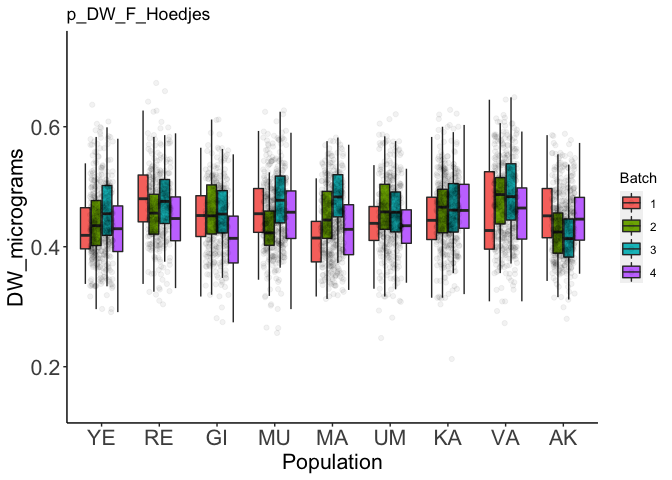 p_DW_F_Hoedjes
DW_micrograms
0.6
0.4
0.2
YE RE GI MU MA UM KA VA AK
Population
Batch
1
2
3
4